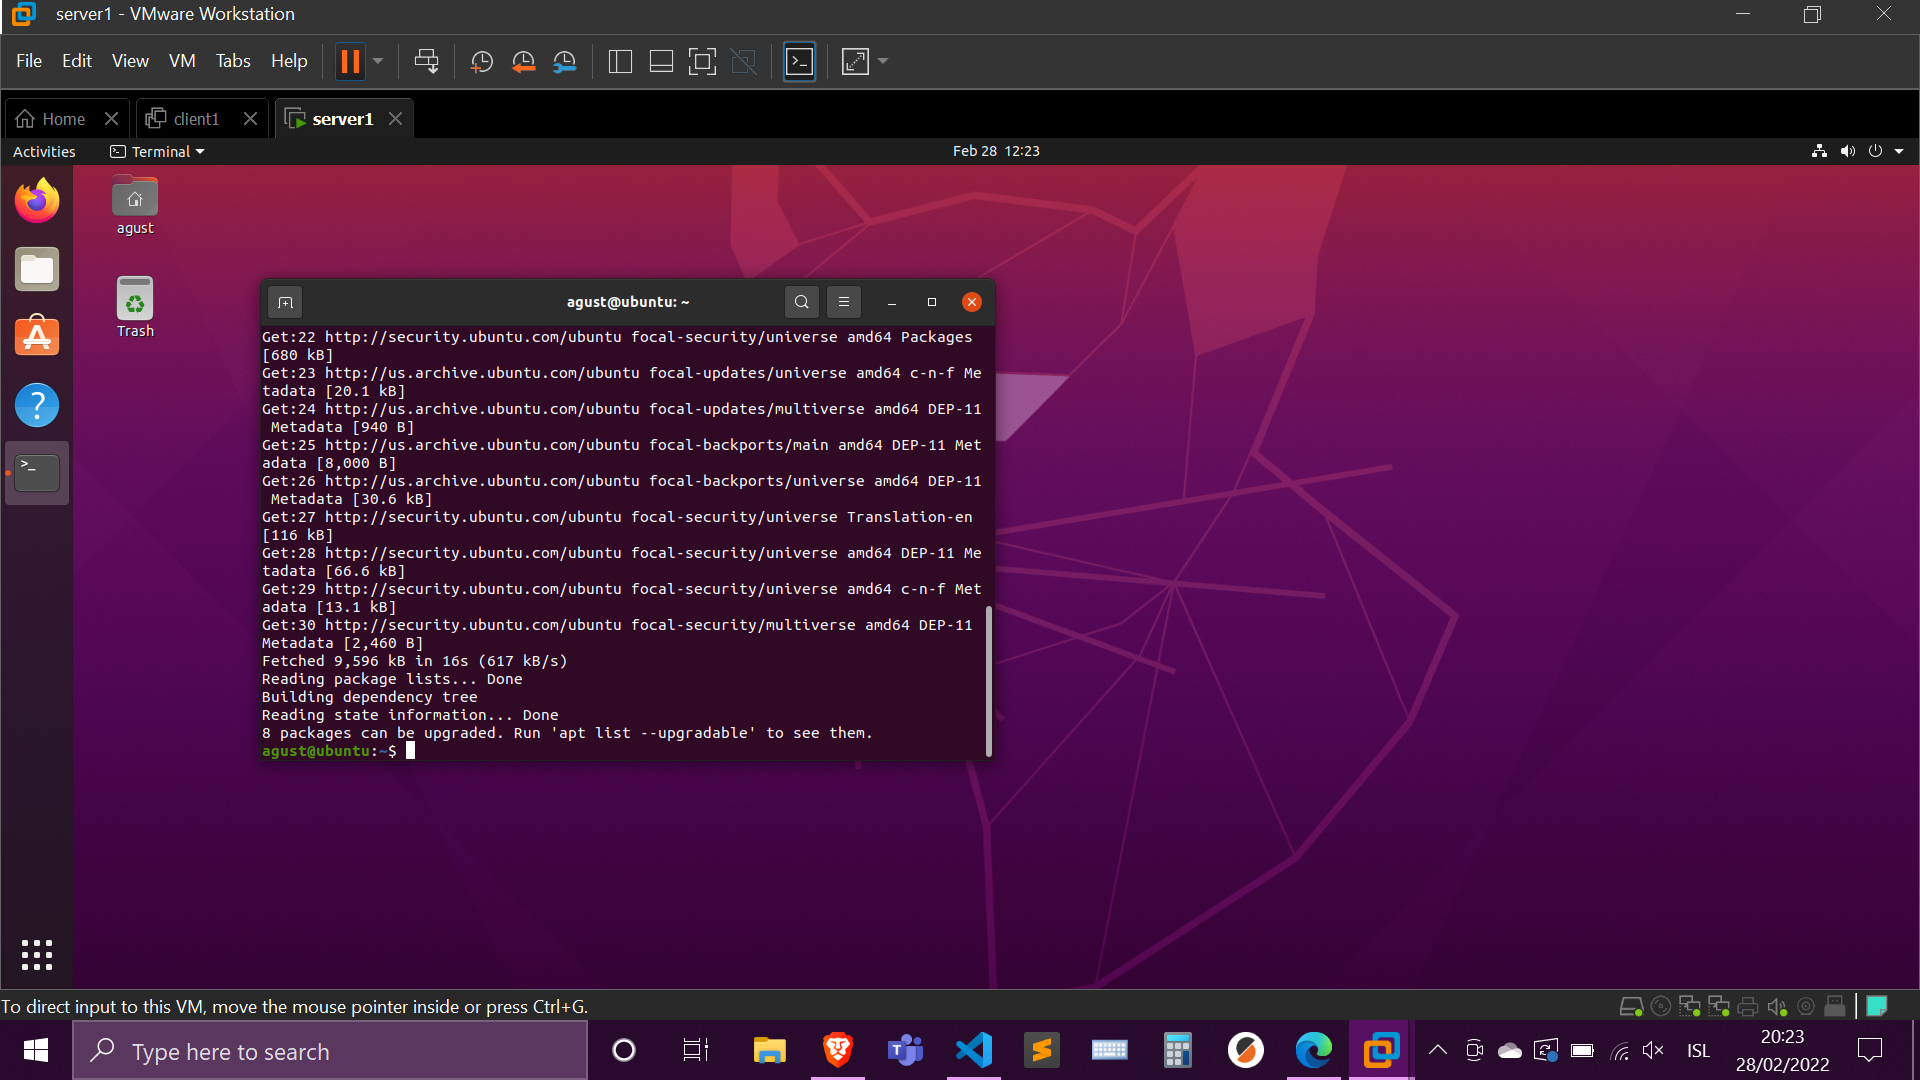 server1 - VMware Workstation
File Edit View VM Tabs Help
Home client1 server1
Activities Terminal Feb 28 12:23
agust
Trash
agust@ubuntu: ~
Get:22 http://security.ubuntu.com/ubuntu focal-security/universe amd64 Packages
[680 kB]
Get:23 http://us.archive.ubuntu.com/ubuntu focal-updates/universe amd64 c-n-f Me
tadata [20.1 kB]
Get:24 http://us.archive.ubuntu.com/ubuntu focal-updates/multiverse amd64 DEP-11
 Metadata [940 B]
Get:25 http://us.archive.ubuntu.com/ubuntu focal-backports/main amd64 DEP-11 Met
adata [8,000 B]
Get:26 http://us.archive.ubuntu.com/ubuntu focal-backports/universe amd64 DEP-11
 Metadata [30.6 kB]
Get:27 http://security.ubuntu.com/ubuntu focal-security/universe Translation-en
[116 kB]
Get:28 http://security.ubuntu.com/ubuntu focal-security/universe amd64 DEP-11 Me
tadata [66.6 kB]
Get:29 http://security.ubuntu.com/ubuntu focal-security/universe amd64 c-n-f Met
adata [13.1 kB]
Get:30 http://security.ubuntu.com/ubuntu focal-security/multiverse amd64 DEP-11
Metadata [2,460 B]
Fetched 9,596 kB in 16s (617 kB/s)
Reading package lists... Done
Building dependency tree
Reading state information... Done
8 packages can be upgraded. Run 'apt list --upgradable' to see them.
agust@ubuntu:~$
To direct input to this VM, move the mouse pointer inside or press Ctrl+G.
Type here to search
ISL
20:23
28/02/2022